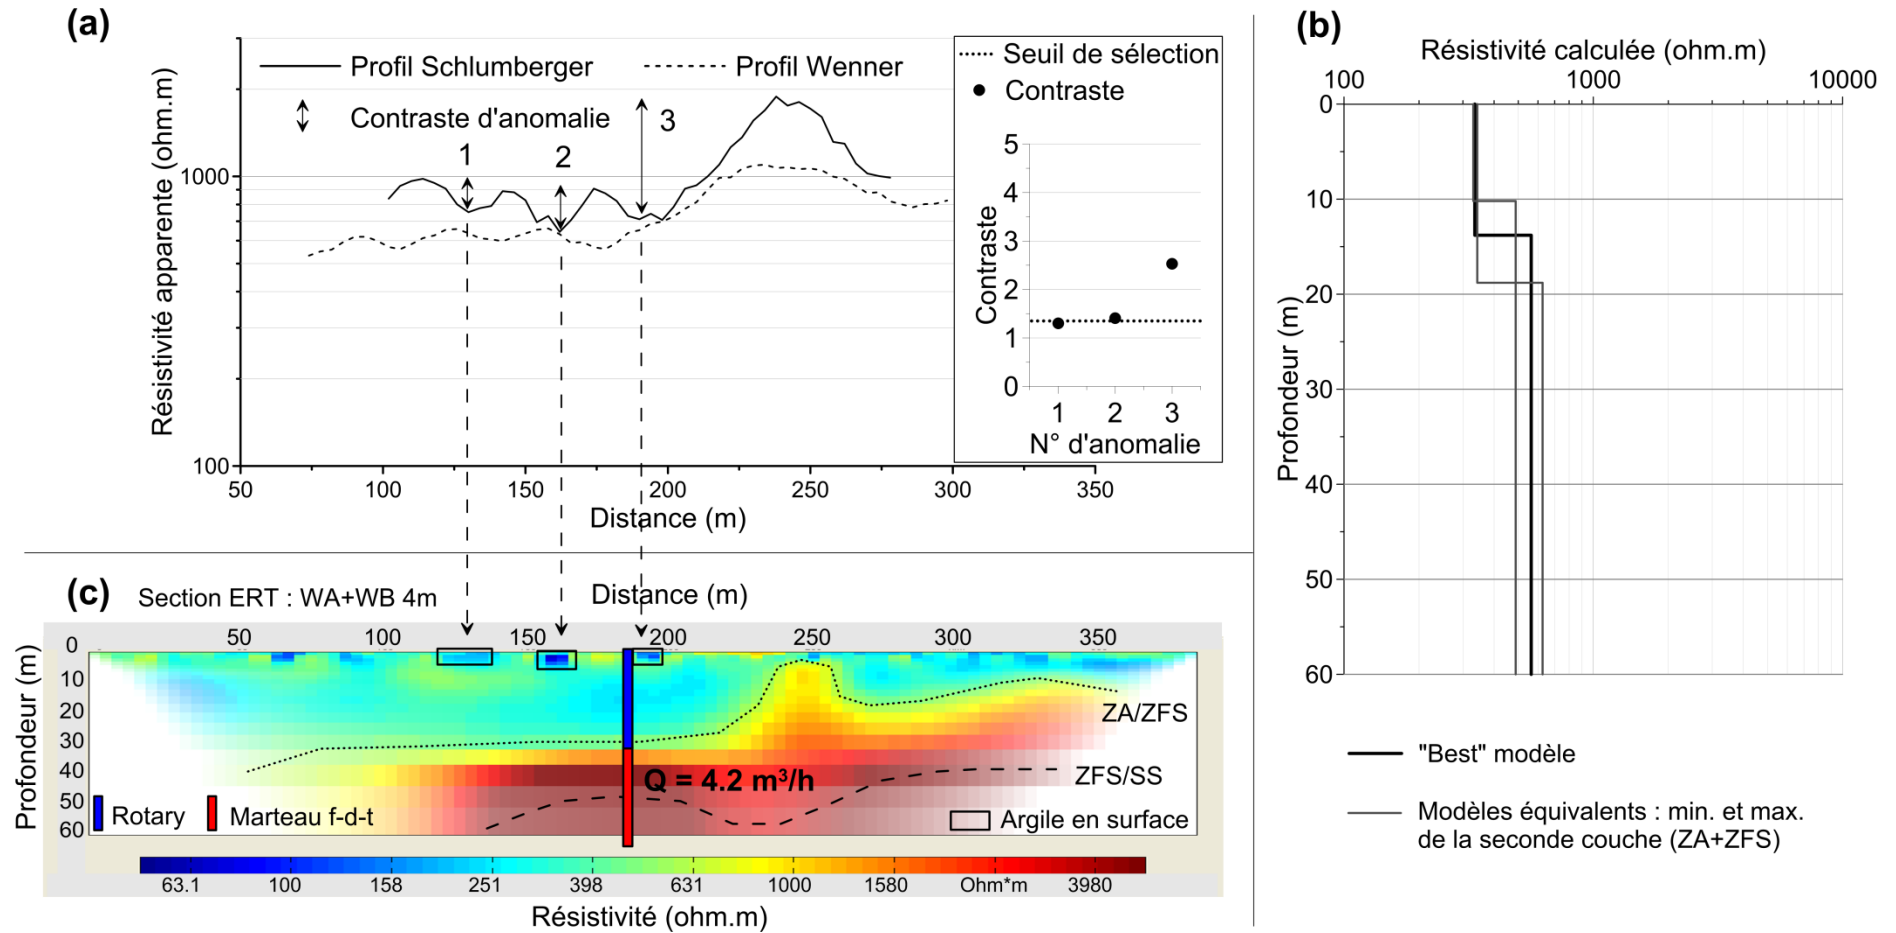 (a)
Profil Schlumberger
Profil Wenner
Contraste d'anomalie
1
2
3
Résistivité apparente (ohm.m)
1000
100
50
100
150
200
250
300
350
Distance (m)
Seuil de sélection
Contraste
Contraste
5
4
3
2
1
0
1
2
3
N° d'anomalie
(b)
Résistivité calculée (ohm.m)
100
1000
10000
Profondeur (m)
0
10
20
30
40
50
60
"Best" modèle
Modèles équivalents : min. et max.
de la seconde couche (ZA+ZFS)
(c)
Section ERT : WA+WB 4m
Distance (m)
50
100
150
200
250
300
350
Profondeur (m)
0
10
20
30
40
50
60
ZA/ZFS
ZFS/SS
Q = 4.2 m³/h
Rotary
Marteau f-d-t
Argile en surface
63.1
100
158
251
398
631
1000
1580
Ohm*m
3980
Résistivité (ohm.m)